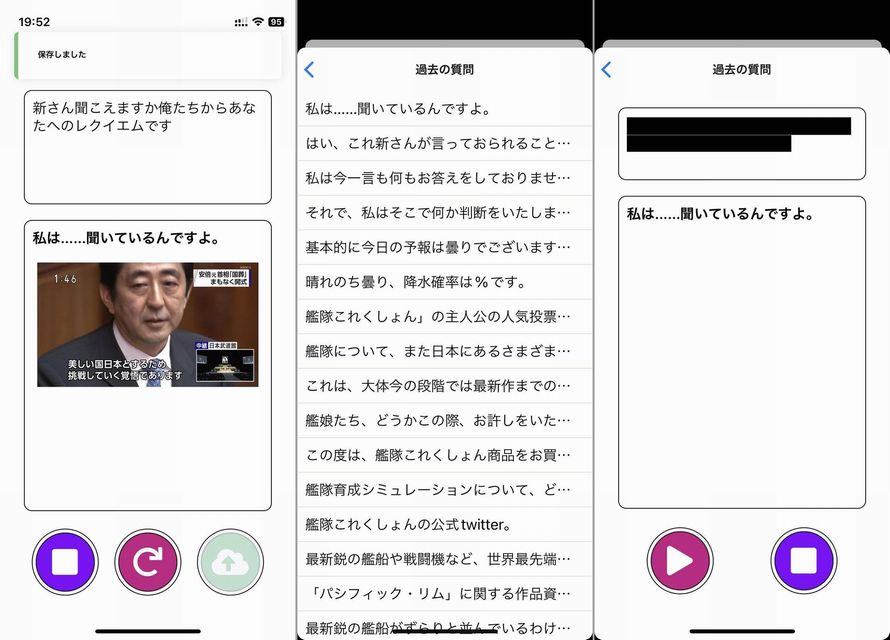 19:52
95
保存しました
新さん聞こえますか俺たちからあな
たへのレクイエムです
私は……聞いているんですよ。
1:46
安倍元首相「国葬」
まもなく開式
中継 日本武道館
美しい国日本とするため
挑戦していく覚悟であります
過去の質問
私は……聞いているんですよ。
はい、これ新さんが言っておられること…
私は今一言も何もお答えをしておりませ…
それで、私はそこで何か判断をいたしま…
基本的に今日の予報は曇りでございます…
晴れのち曇り、降水確率は%です。
艦隊これくしょん」の主人公の人気投票…
艦隊について、また日本にあるさまざま…
これは、大体今の段階では最新作までの…
艦娘たち、どうかこの際、お許しをいた…
この度は、艦隊これくしょん商品をお買…
艦隊育成シミュレーションについて、ど…
艦隊これくしょんの公式twitter。
最新鋭の艦船や戦闘機など、世界最先端…
「パシフィック・リム」に関する作品資…
最新鋭の艦船がずらりと並んでいるわけ…
過去の質問
私は……聞いているんですよ。